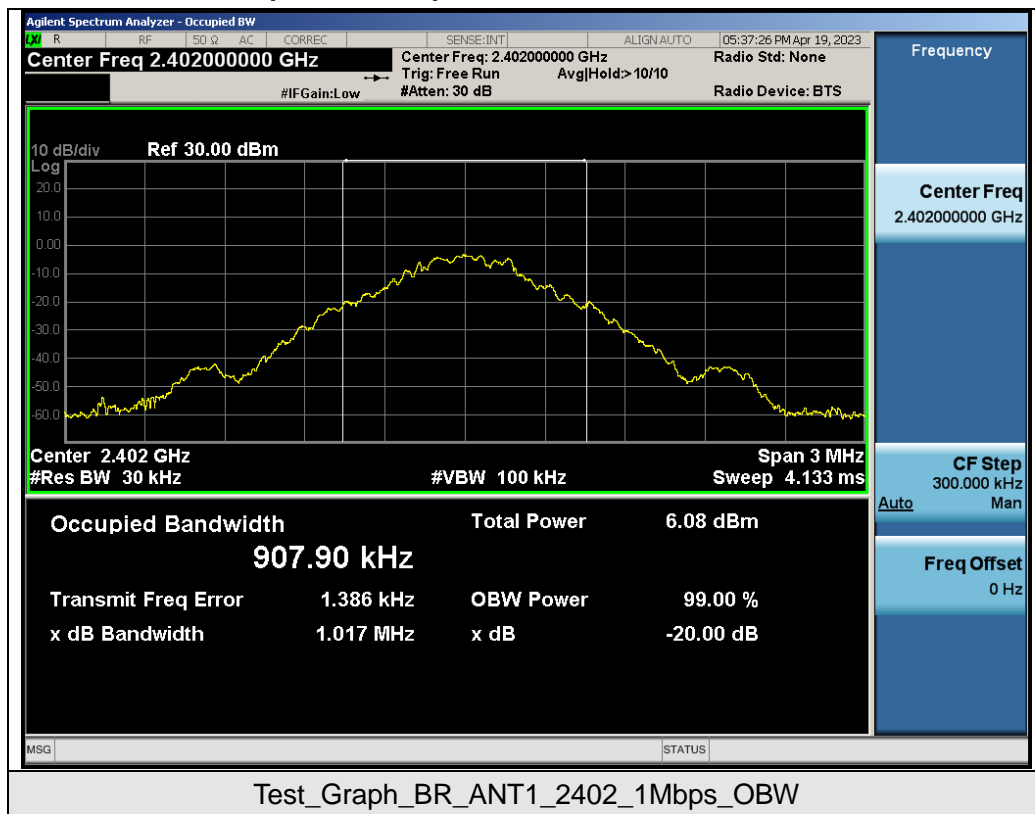 Agilent Spectrum Analyzer - Occupied BW
LXI R RF 50 Ω AC CORREC SENSE:INT ALIGN AUTO 05:37:26 PM Apr 19, 2023
Center Freq 2.402000000 GHz Center Freq: 2.402000000 GHz Radio Std: None
Trig: Free Run Avg|Hold:>10/10
#IFGain:Low #Atten: 30 dB Radio Device: BTS
Frequency
10 dB/div Ref 30.00 dBm
Log
20.0
10.0
0.00
-10.0
-20.0
-30.0
-40.0
-50.0
-60.0
Center 2.402 GHz Span 3 MHz
#Res BW 30 kHz #VBW 100 kHz Sweep 4.133 ms
Center Freq
2.402000000 GHz
CF Step
300.000 kHz
Auto Man
Freq Offset
0 Hz
Occupied Bandwidth Total Power 6.08 dBm
907.90 kHz
Transmit Freq Error 1.386 kHz OBW Power 99.00 %
x dB Bandwidth 1.017 MHz x dB -20.00 dB
MSG STATUS
Test_Graph_BR_ANT1_2402_1Mbps_OBW